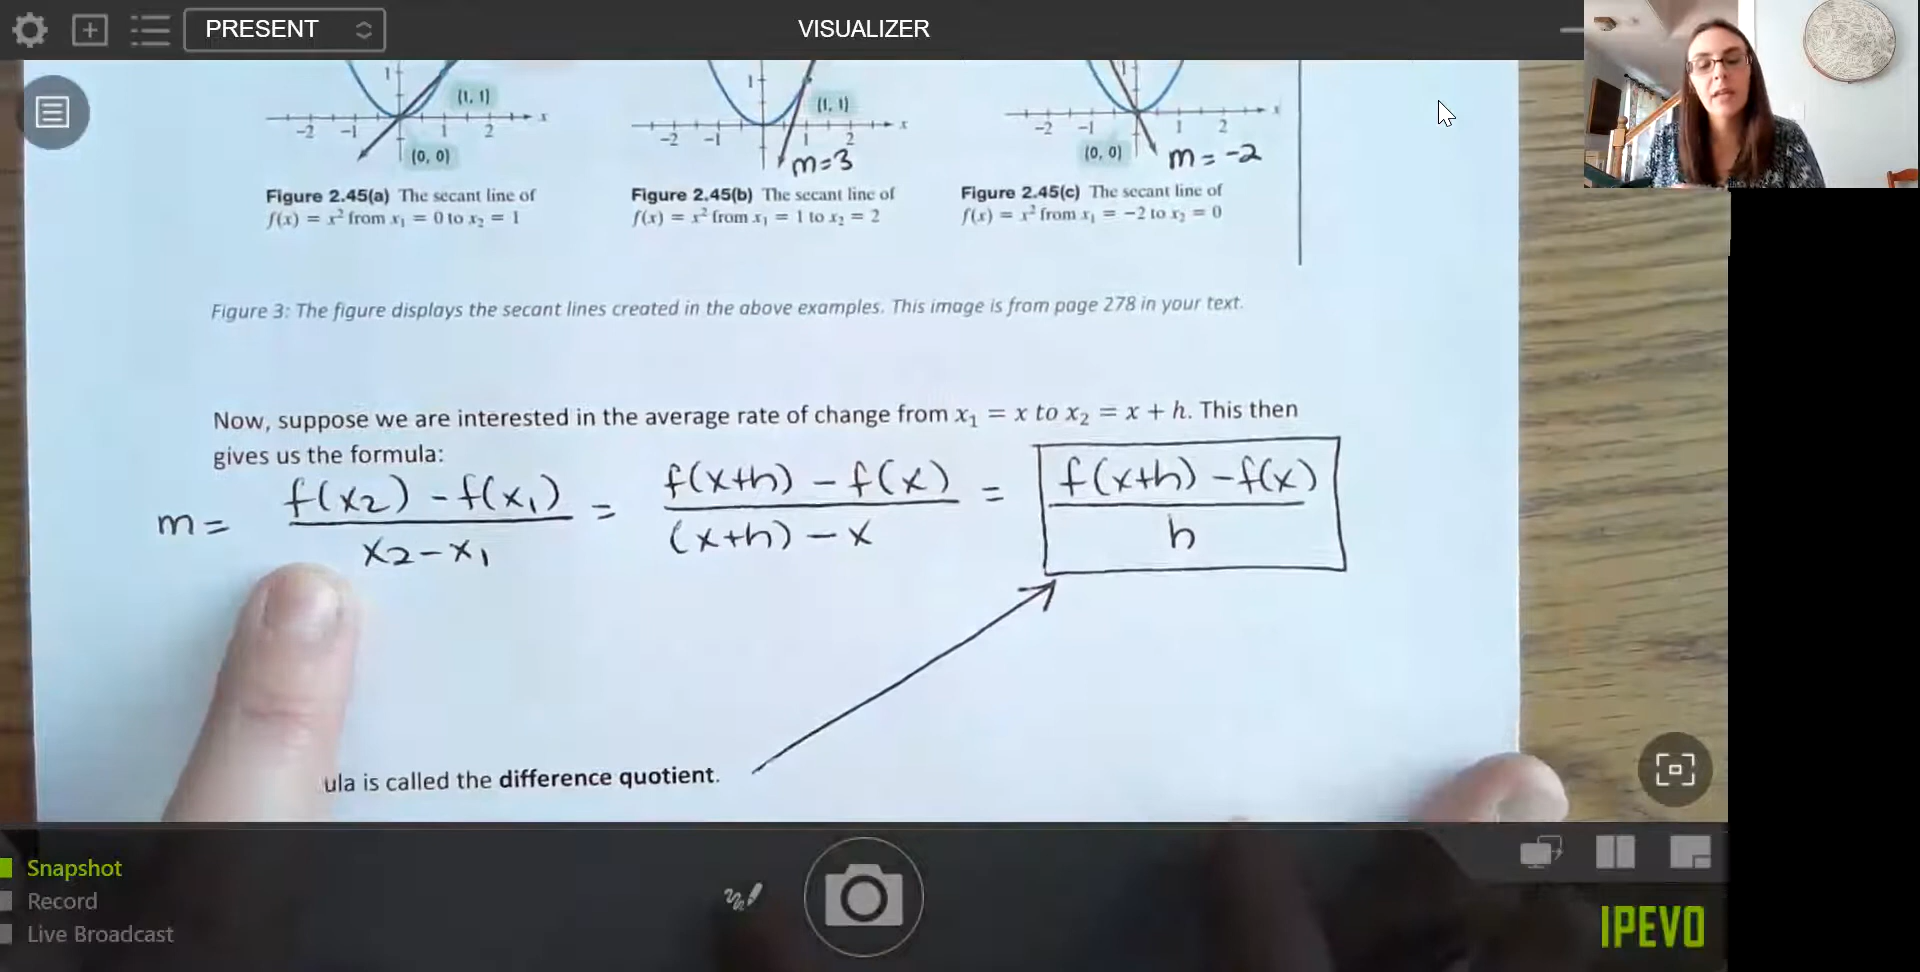 PRESENT
VISUALIZER
1
(1, 1)
-2 -1 1 2 x
(0, 0)
Figure 2.45(a) The secant line of
f(x) = x² from x₁ = 0 to x₂ = 1
1
(1, 1)
-2 -1 1 2 x
m=3
Figure 2.45(b) The secant line of
f(x) = x² from x₁ = 1 to x₂ = 2
1
-2 -1 1 2 x
(0, 0)
m = -2
Figure 2.45(c) The secant line of
f(x) = x² from x₁ = -2 to x₂ = 0
Figure 3: The figure displays the secant lines created in the above examples. This image is from page 278 in your text.
Now, suppose we are interested in the average rate of change from x₁ = x to x₂ = x + h. This then
gives us the formula:
m = f(x2) - f(x1) / x2 - x1 = f(x+h) - f(x) / (x+h) - x = f(x+h) - f(x) / h
ula is called the difference quotient.
Snapshot
Record
Live Broadcast
IPEVO